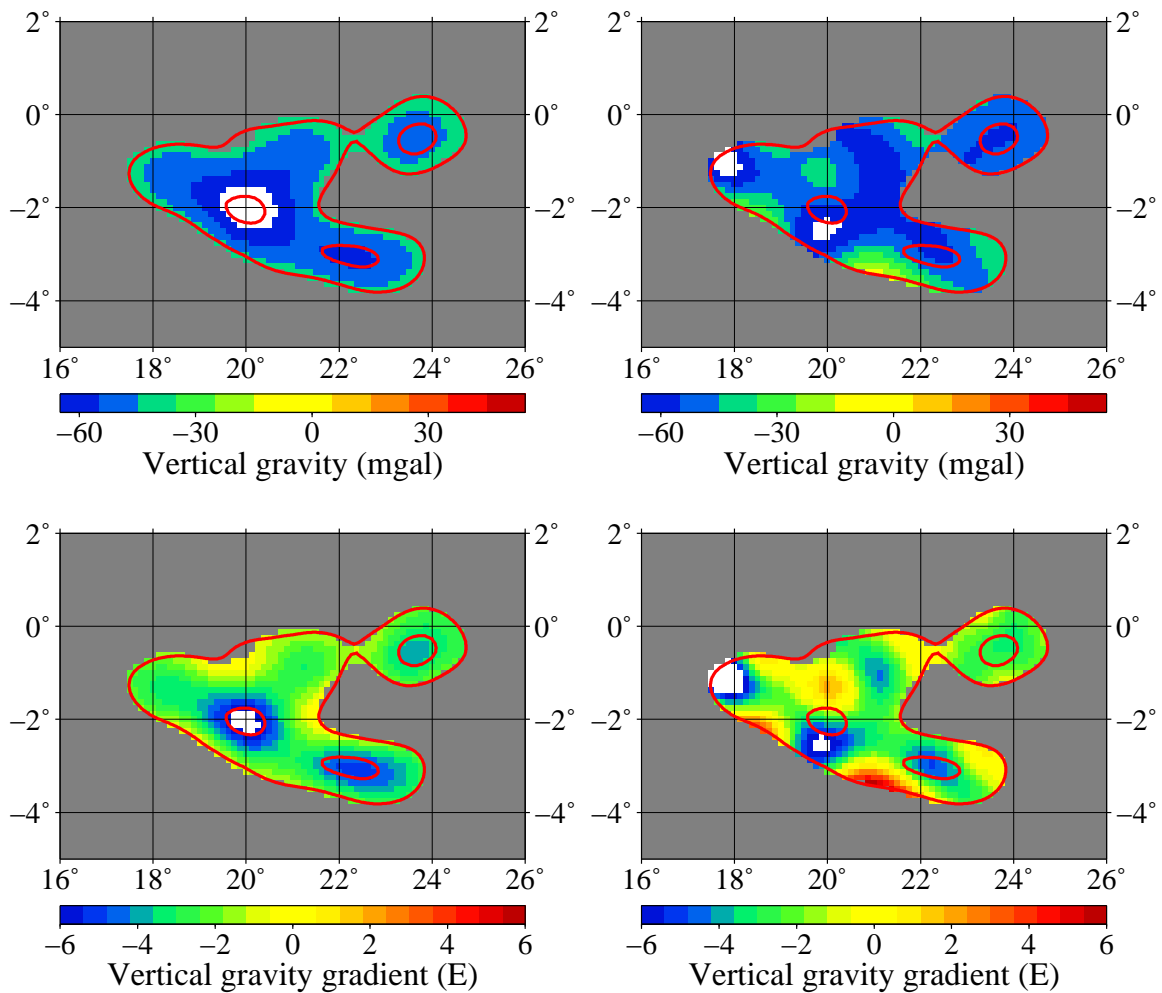 2° 2° 2° 2°
0° 0° 0° 0°
−2° −2° −2° −2°
−4° −4° −4° −4°
16° 18° 20° 22° 24° 26° 16° 18° 20° 22° 24° 26°
−60 −30 0 30 −60 −30 0 30
Vertical gravity (mgal) Vertical gravity (mgal)
2° 2° 2° 2°
0° 0° 0° 0°
−2° −2° −2° −2°
−4° −4° −4° −4°
16° 18° 20° 22° 24° 26° 16° 18° 20° 22° 24° 26°
−6 −4 −2 0 2 4 6 −6 −4 −2 0 2 4 6
Vertical gravity gradient (E) Vertical gravity gradient (E)